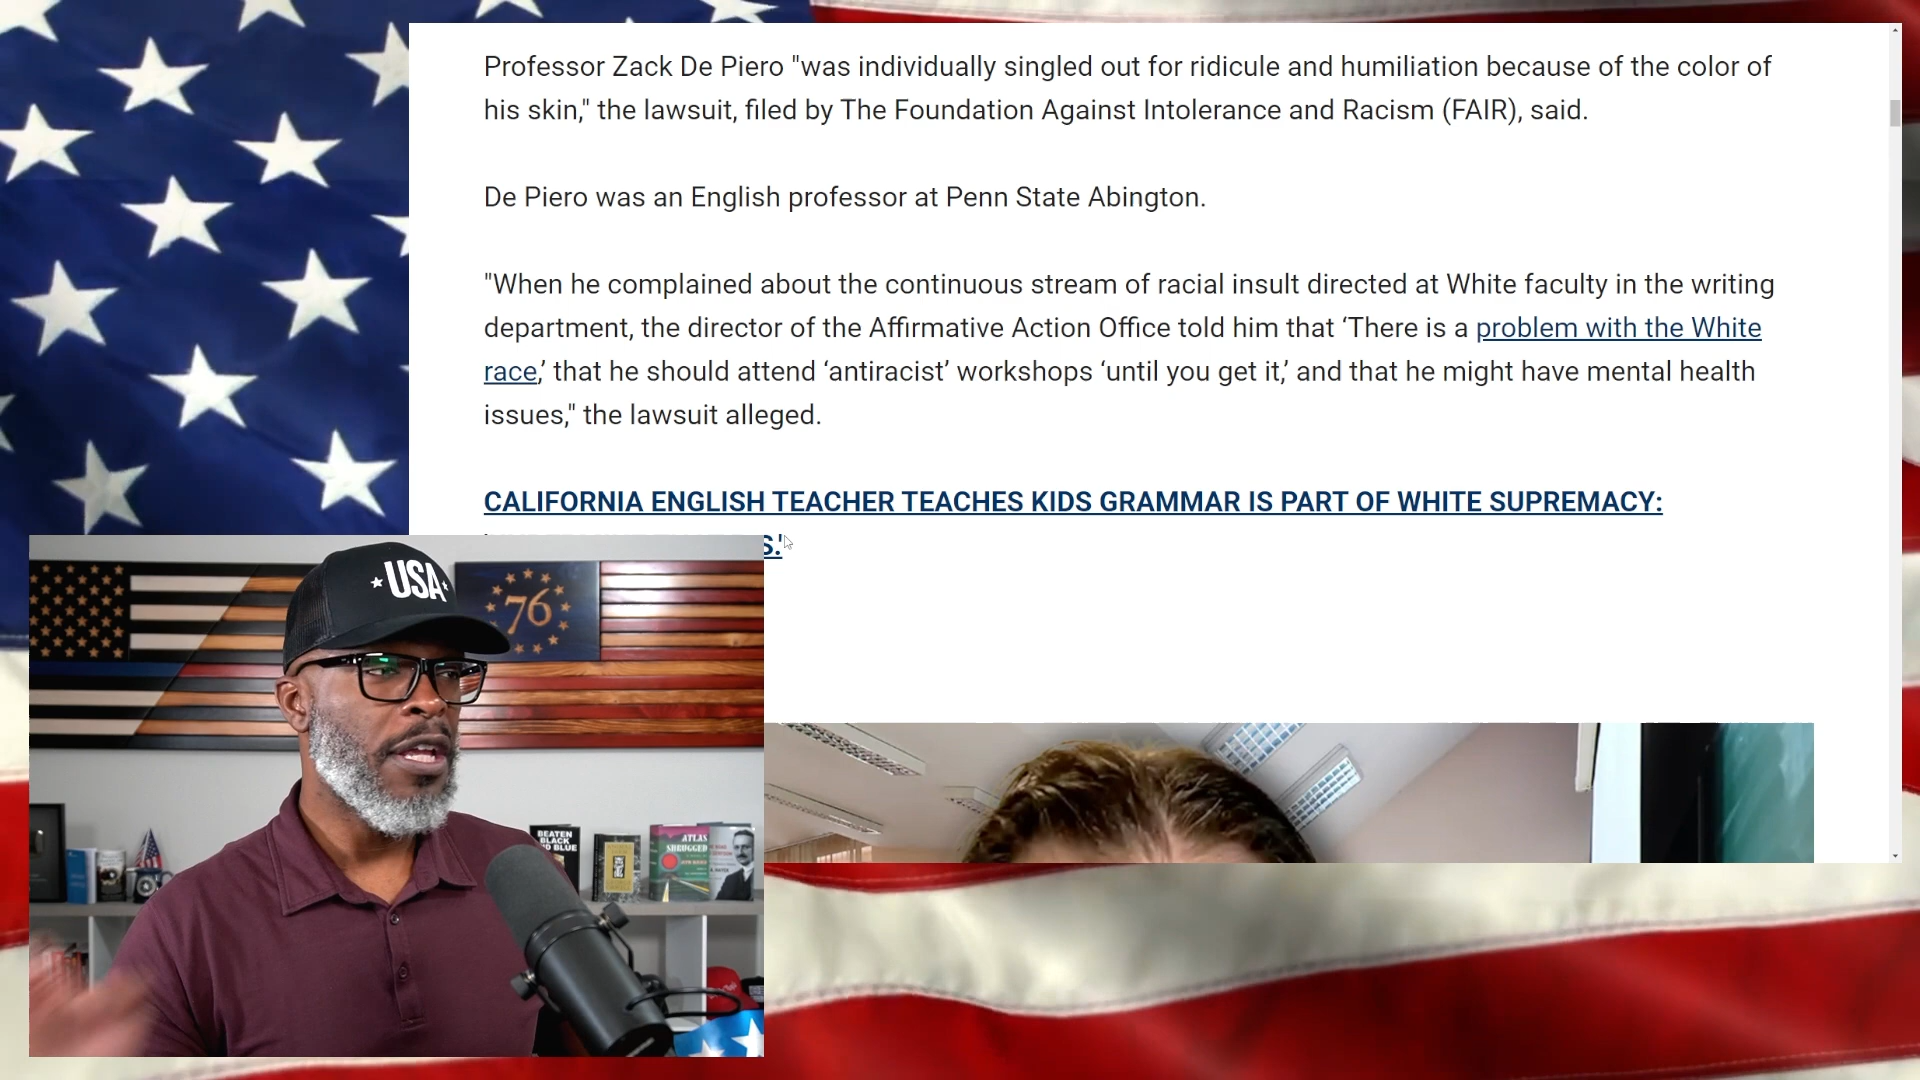 Professor Zack De Piero "was individually singled out for ridicule and humiliation because of the color of
his skin," the lawsuit, filed by The Foundation Against Intolerance and Racism (FAIR), said.
De Piero was an English professor at Penn State Abington.
"When he complained about the continuous stream of racial insult directed at White faculty in the writing
department, the director of the Affirmative Action Office told him that ‘There is a problem with the White
race,’ that he should attend ‘antiracist’ workshops ‘until you get it,’ and that he might have mental health
issues," the lawsuit alleged.
CALIFORNIA ENGLISH TEACHER TEACHES KIDS GRAMMAR IS PART OF WHITE SUPREMACY:
S.'
USA
76
BEATEN
BLACK
BLUE
ATLAS
SHRUGGED